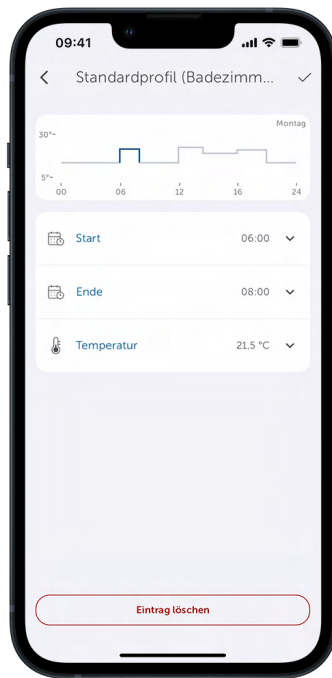 09:41
Standardprofil (Badezimm...
Montag
30°
5°
00 06 12 16 24
Start 06:00
Ende 08:00
Temperatur 21,5 °C
Eintrag löschen